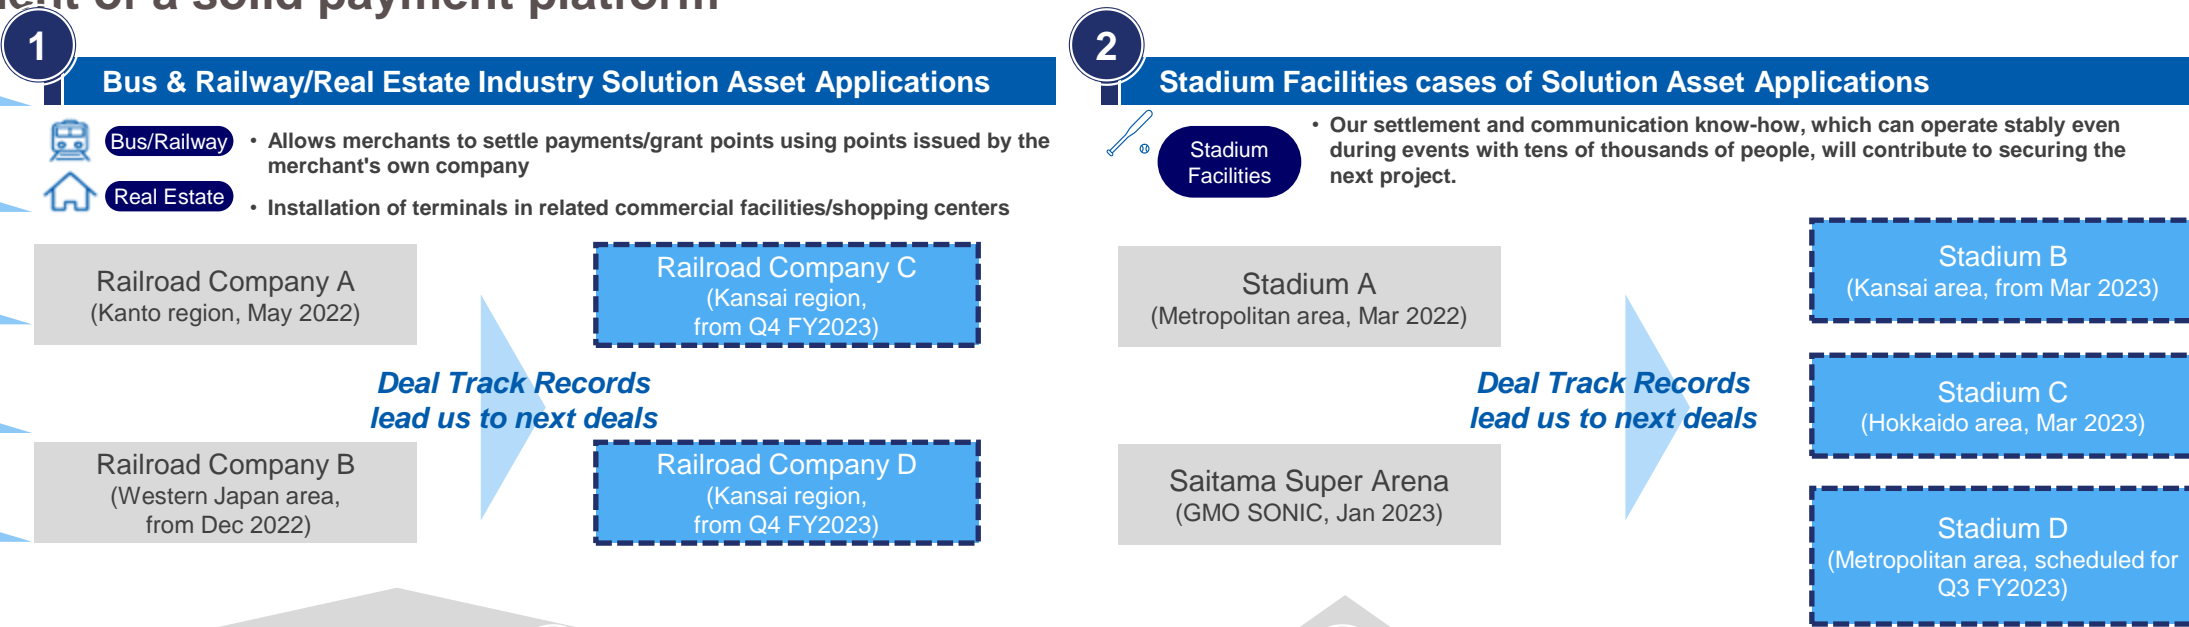 of a solid payment platform
1
Bus & Railway/Real Estate Industry Solution Asset Applications
Bus/Railway
• Allows merchants to settle payments/grant points using points issued by the
merchant's own company
Real Estate
• Installation of terminals in related commercial facilities/shopping centers
Railroad Company A
(Kanto region, May 2022)
Railroad Company B
(Western Japan area,
from Dec 2022)
Deal Track Records
lead us to next deals
Railroad Company C
(Kansai region,
from Q4 FY2023)
Railroad Company D
(Kansai region,
from Q4 FY2023)
2
Stadium Facilities cases of Solution Asset Applications
Stadium
Facilities
• Our settlement and communication know-how, which can operate stably even
during events with tens of thousands of people, will contribute to securing the
next project.
Stadium A
(Metropolitan area, Mar 2022)
Saitama Super Arena
(GMO SONIC, Jan 2023)
Deal Track Records
lead us to next deals
Stadium B
(Kansai area, from Mar 2023)
Stadium C
(Hokkaido area, Mar 2023)
Stadium D
(Metropolitan area, scheduled for
Q3 FY2023)